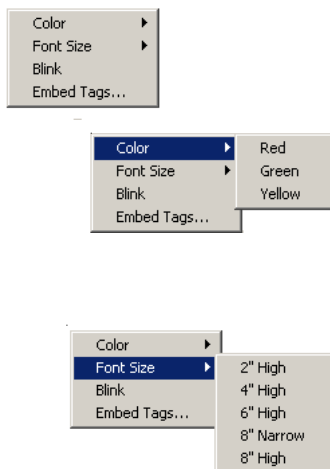 Color
Font Size
Blink
Embed Tags...
Color
Font Size
Blink
Embed Tags...
Red
Green
Yellow
Color
Font Size
Blink
Embed Tags...
2" High
4" High
6" High
8" Narrow
8" High